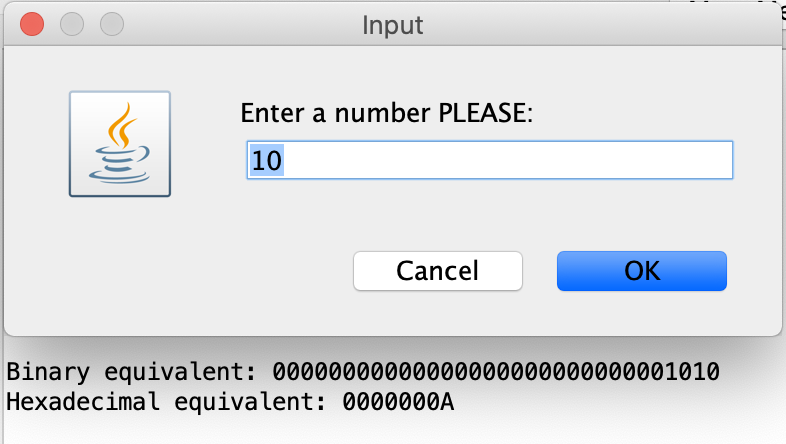 Input
Enter a number PLEASE:
10
Cancel
OK
Binary equivalent: 00000000000000000000000000001010
Hexadecimal equivalent: 0000000A